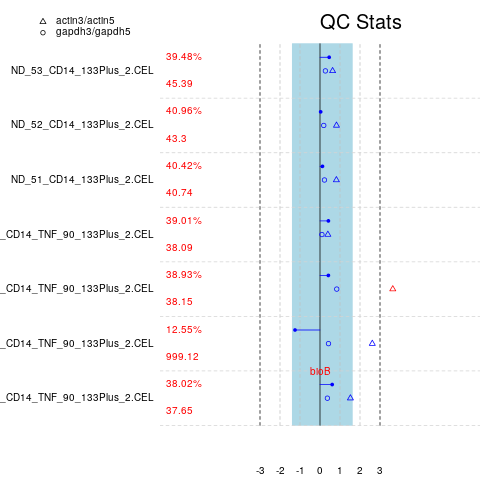 QC Stats
actin3/actin5
gapdh3/gapdh5
39.48%
ND_53_CD14_133Plus_2.CEL
45.39
40.96%
ND_52_CD14_133Plus_2.CEL
43.3
40.42%
ND_51_CD14_133Plus_2.CEL
40.74
39.01%
_CD14_TNF_90_133Plus_2.CEL
38.09
38.93%
_CD14_TNF_90_133Plus_2.CEL
38.15
12.55%
_CD14_TNF_90_133Plus_2.CEL
999.12
bioB
38.02%
_CD14_TNF_90_133Plus_2.CEL
37.65
-3 -2 -1 0 1 2 3